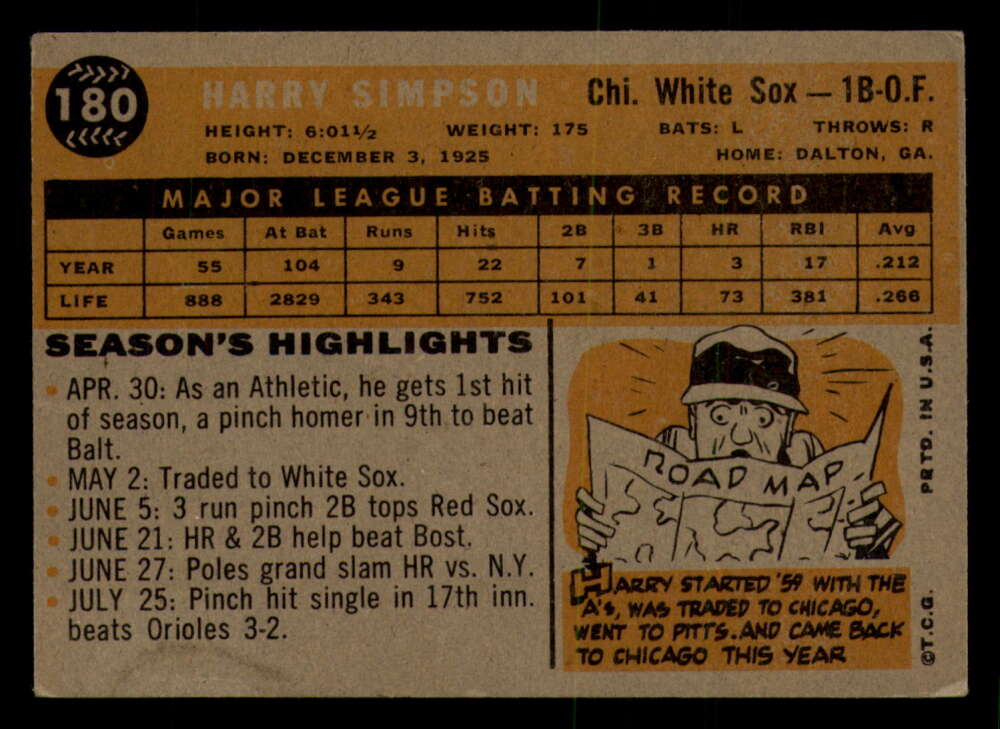 180
HARRY SIMPSON Chi. White Sox — 1B-O.F.
HEIGHT: 6:01½ WEIGHT: 175 BATS: L THROWS: R
BORN: DECEMBER 3, 1925 HOME: DALTON, GA.
MAJOR LEAGUE BATTING RECORD
Games At Bat Runs Hits 2B 3B HR RBI Avg
YEAR 55 104 9 22 7 1 3 17 .212
LIFE 888 2829 343 752 101 41 73 381 .266
SEASON'S HIGHLIGHTS
• APR. 30: As an Athletic, he gets 1st hit
of season, a pinch homer in 9th to beat
Balt.
• MAY 2: Traded to White Sox.
• JUNE 5: 3 run pinch 2B tops Red Sox.
• JUNE 21: HR & 2B help beat Bost.
• JUNE 27: Poles grand slam HR vs. N.Y.
• JULY 25: Pinch hit single in 17th inn.
beats Orioles 3-2.
ROAD MAP
HARRY STARTED '59 WITH THE
A's, WAS TRADED TO CHICAGO,
WENT TO PITTS. AND CAME BACK
TO CHICAGO THIS YEAR
PRTD. IN U.S.A.
©T.C.G.